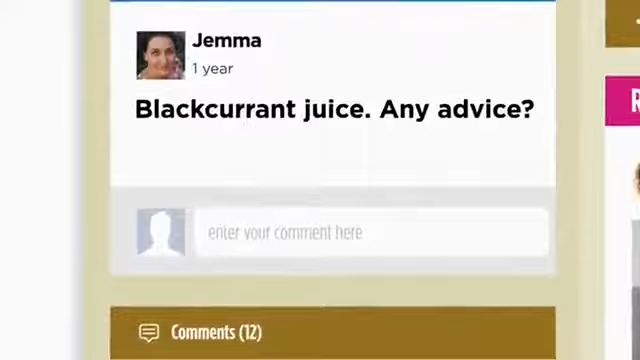 Jemma
1 year
Blackcurrant juice. Any advice?
enter your comment here
Comments (12)
R